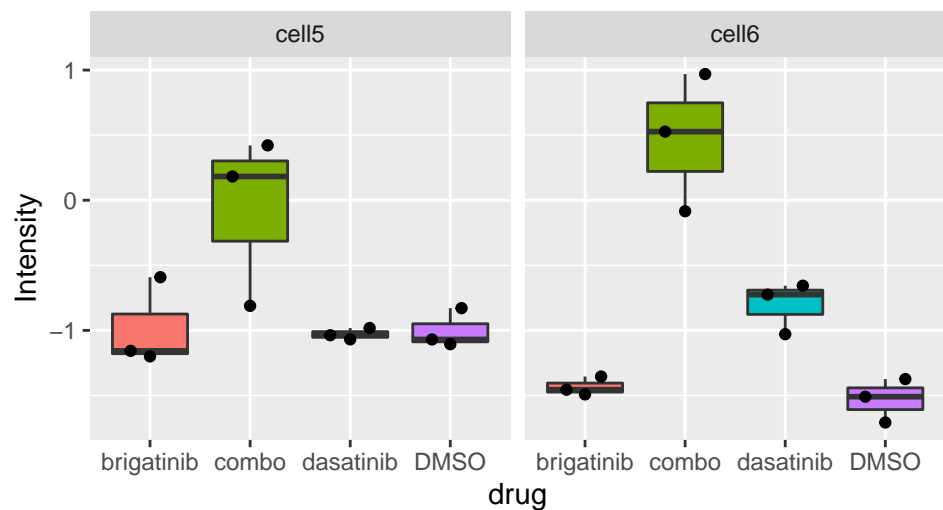 cell5 cell6
1
0
−1
Intensity
brigatinib combo dasatinib DMSO brigatinib combo dasatinib DMSO
drug